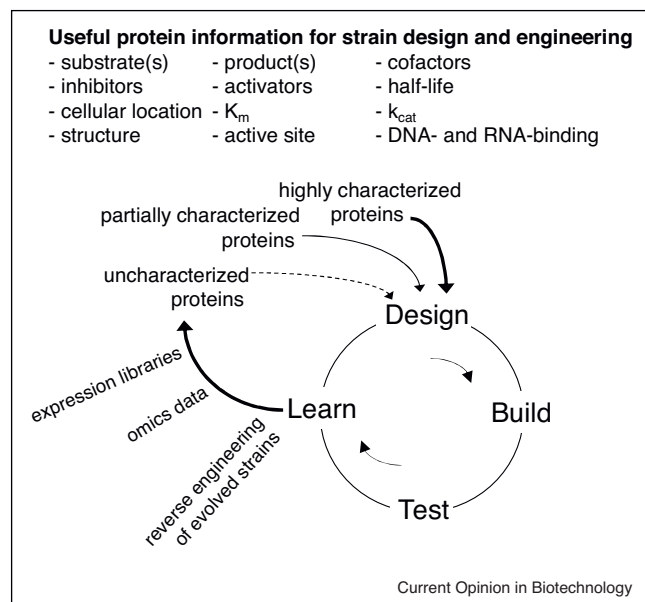 Useful protein information for strain design and engineering
- substrate(s) - product(s) - cofactors
- inhibitors - activators - half-life
- cellular location - Km - kcat
- structure - active site - DNA- and RNA-binding
highly characterized
proteins
partially characterized
proteins
uncharacterized
proteins
Design
expression libraries
omics data
reverse engineering
of evolved strains
Learn
Build
Test
Current Opinion in Biotechnology